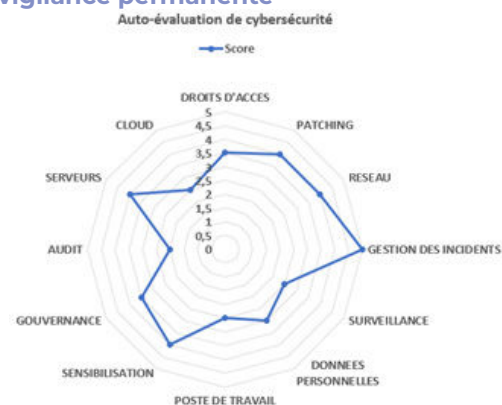 vigilance permanente
Auto-évaluation de cybersécurité
Score
DROITS D'ACCES
CLOUD
PATCHING
SERVEURS
RESEAU
AUDIT
GESTION DES INCIDENTS
GOUVERNANCE
SURVEILLANCE
SENSIBILISATION
DONNEES
PERSONNELLES
POSTE DE TRAVAIL
5
4,5
4
3,5
3
2,5
2
1,5
1
0,5
0